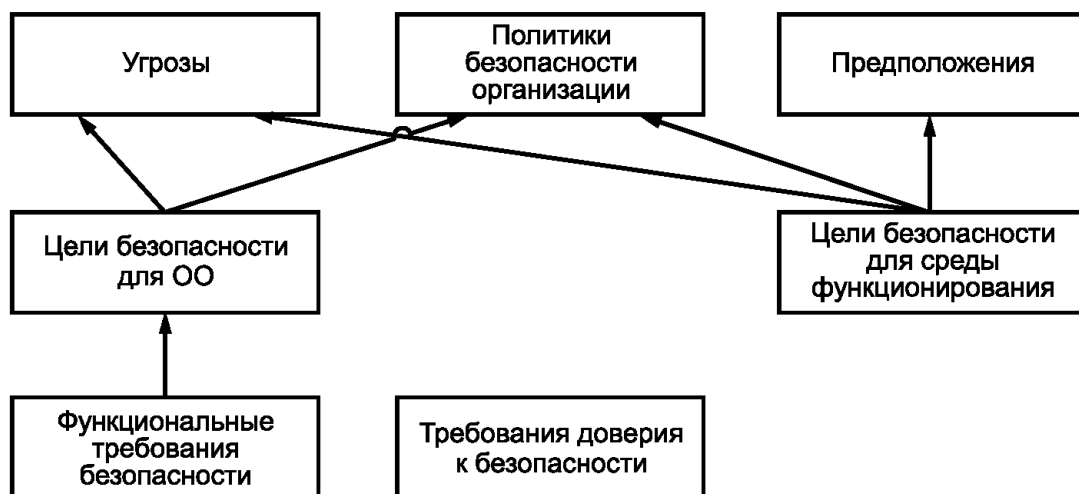 Угрозы
Политики
безопасности
организации
Предположения
Цели безопасности
для ОО
Цели безопасности
для среды
функционирования
Функциональные
требования
безопасности
Требования доверия
к безопасности